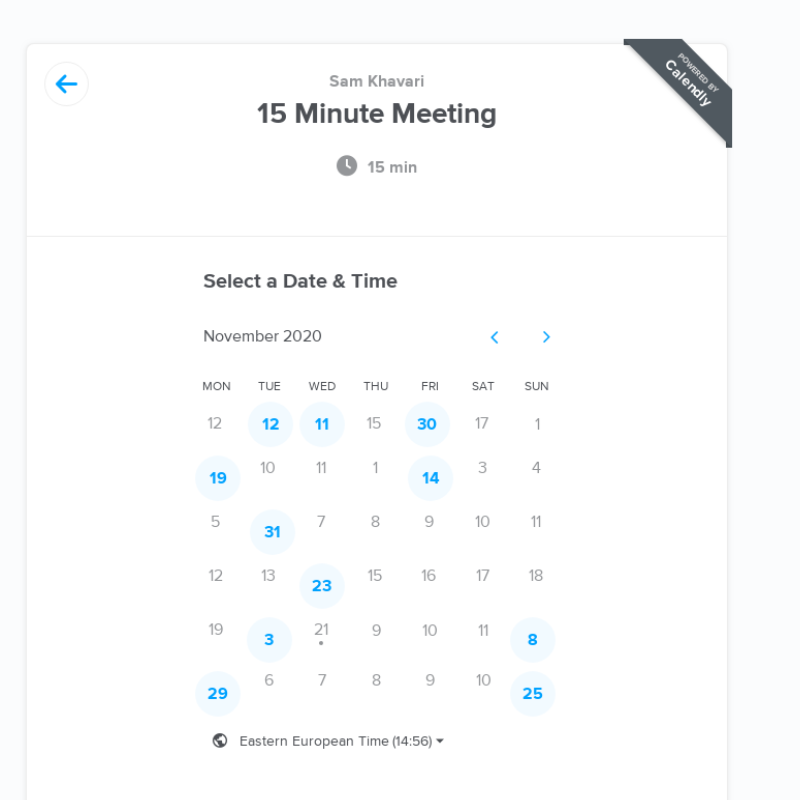 POWERED BY
Calendly
Sam Khavari
15 Minute Meeting
15 min
Select a Date & Time
November 2020
MON TUE WED THU FRI SAT SUN
12 12 11 15 30 17 1
19 10 11 1 14 3 4
5 31 7 8 9 10 11
12 13 23 15 16 17 18
19 3 21 9 10 11 8
29 6 7 8 9 10 25
Eastern European Time (14:56)